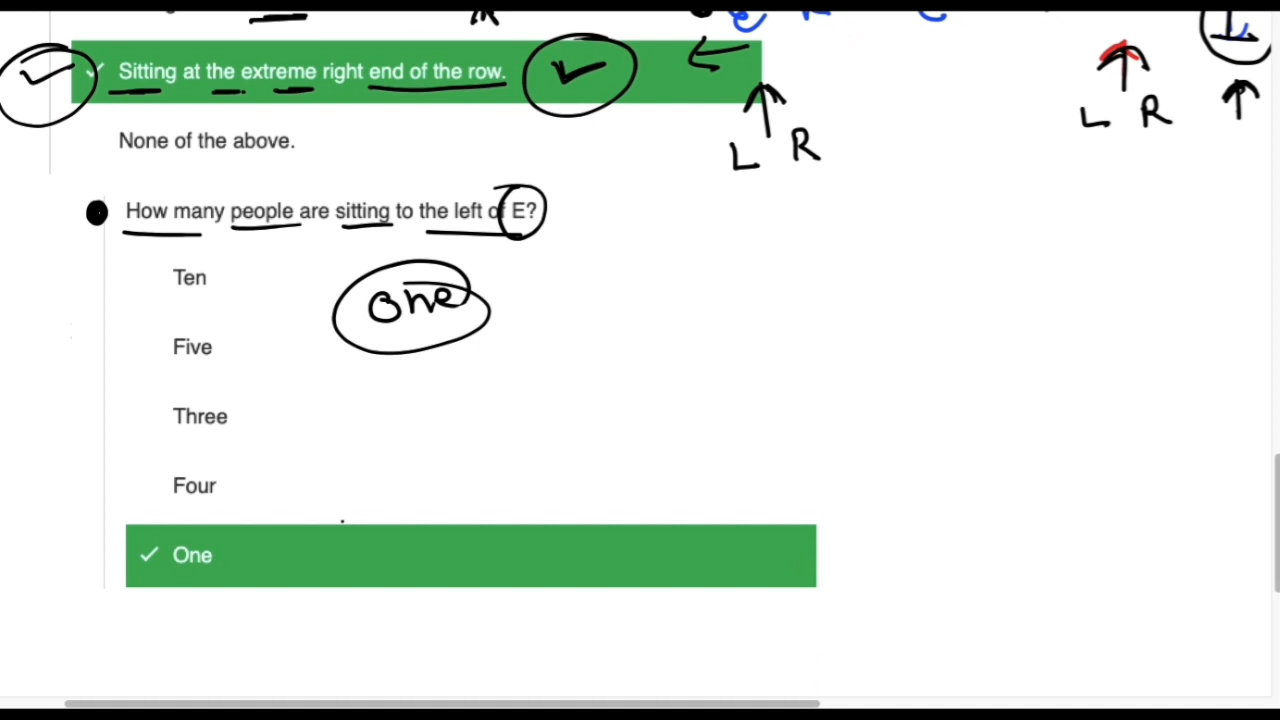 Sitting at the extreme right end of the row.
L R
L R
None of the above.
How many people are sitting to the left of E?
Ten
One
Five
Three
Four
One